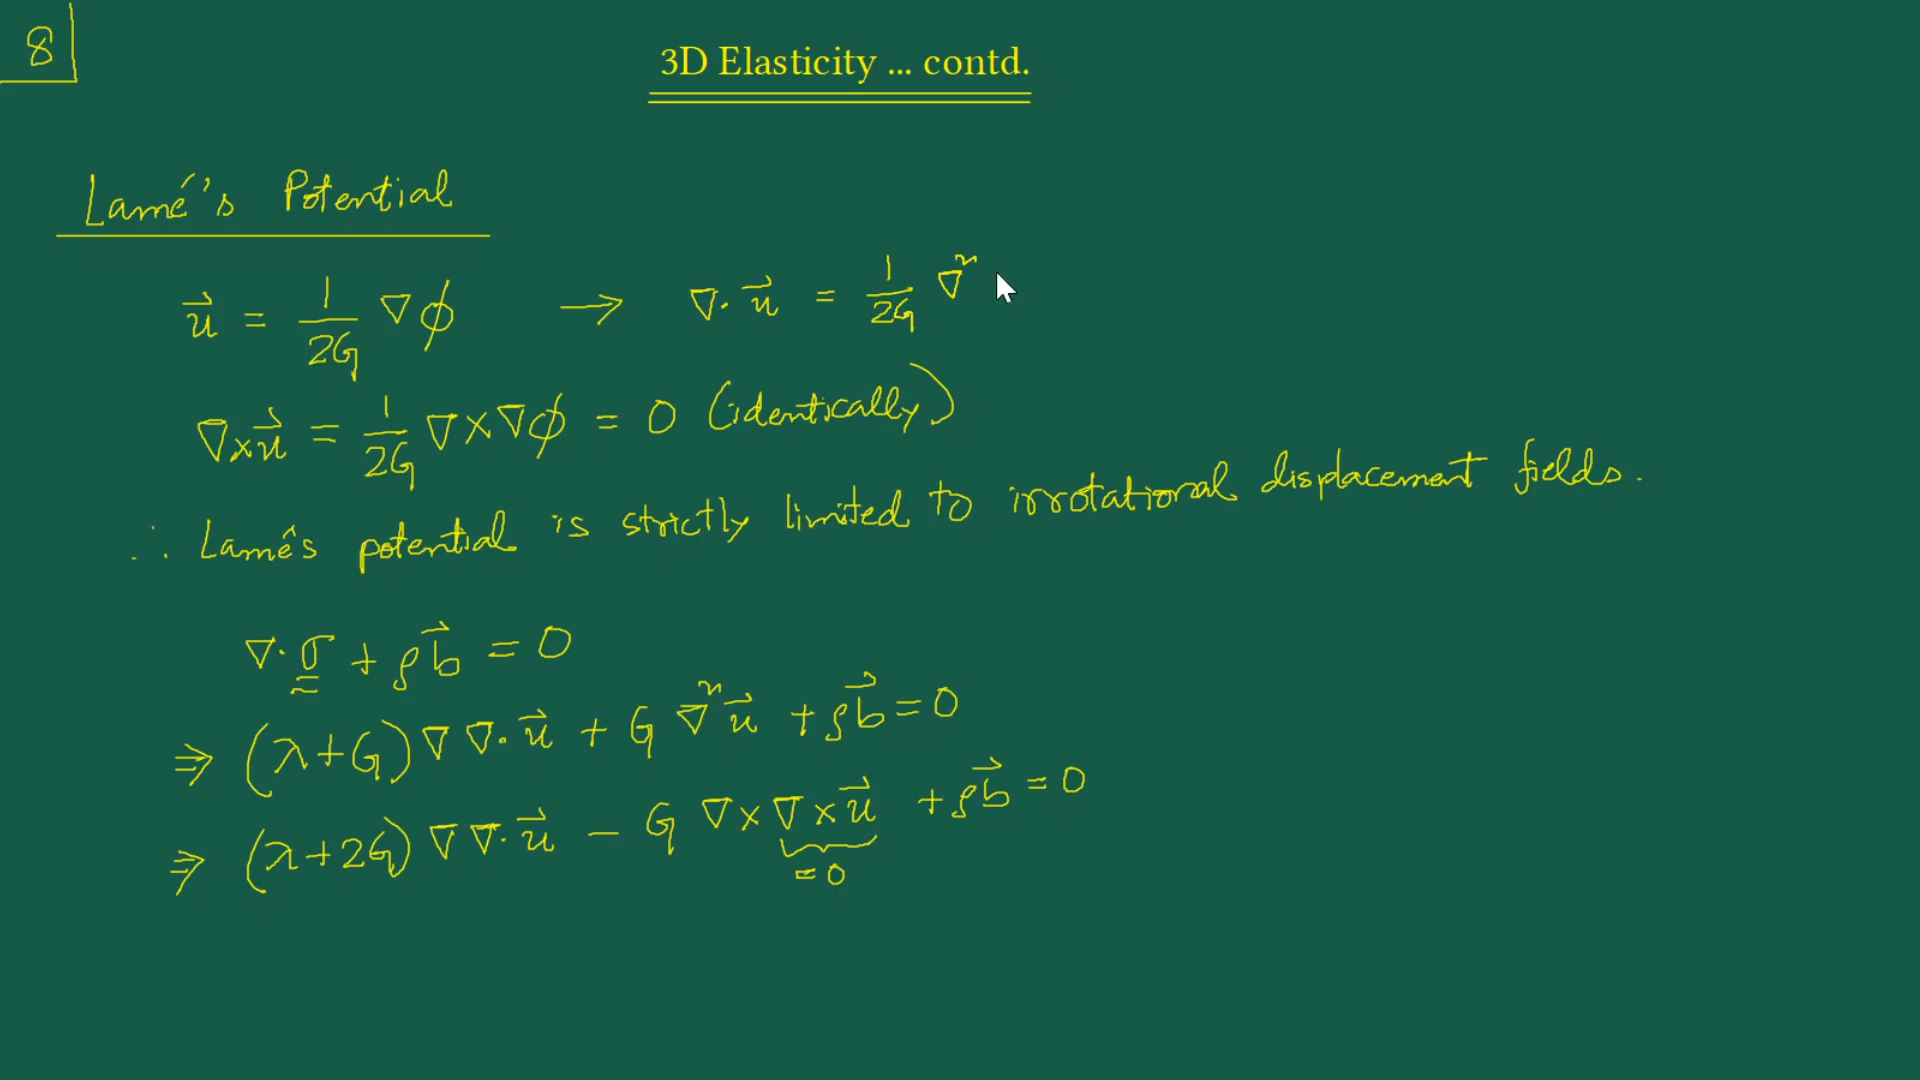 8
3D Elasticity ... contd.
Lamé's Potential
u⃗ = 1/2G ∇φ → ∇·u⃗ = 1/2G ∇²
∇×u⃗ = 1/2G ∇×∇φ = 0 (identically)
∴ Lamé's potential is strictly limited to irrotational displacement fields.
∇·σ + ρb⃗ = 0
⇒ (λ+G)∇∇·u⃗ + G∇²u⃗ + ρb⃗ = 0
⇒ (λ+2G)∇∇·u⃗ − G∇×∇×u⃗ + ρb⃗ = 0
= 0